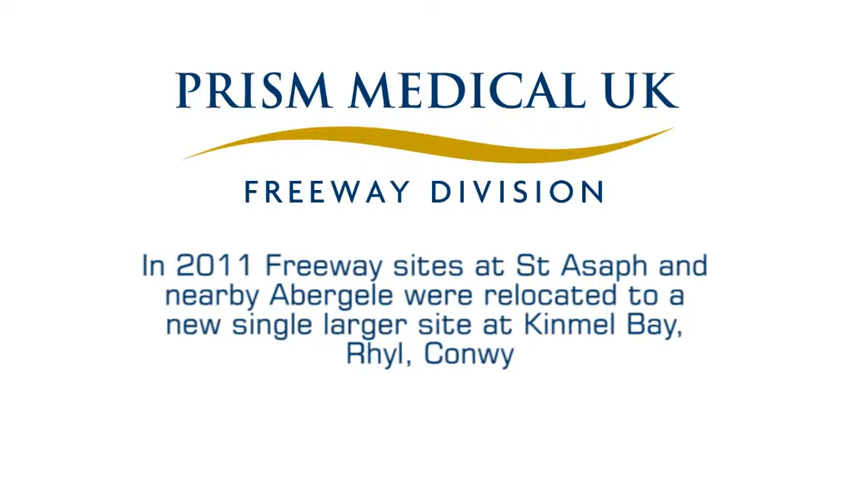 PRISM MEDICAL UK
FREEWAY DIVISION
In 2011 Freeway sites at St Asaph and
nearby Abergele were relocated to a
new single larger site at Kinmel Bay,
Rhyl, Conwy